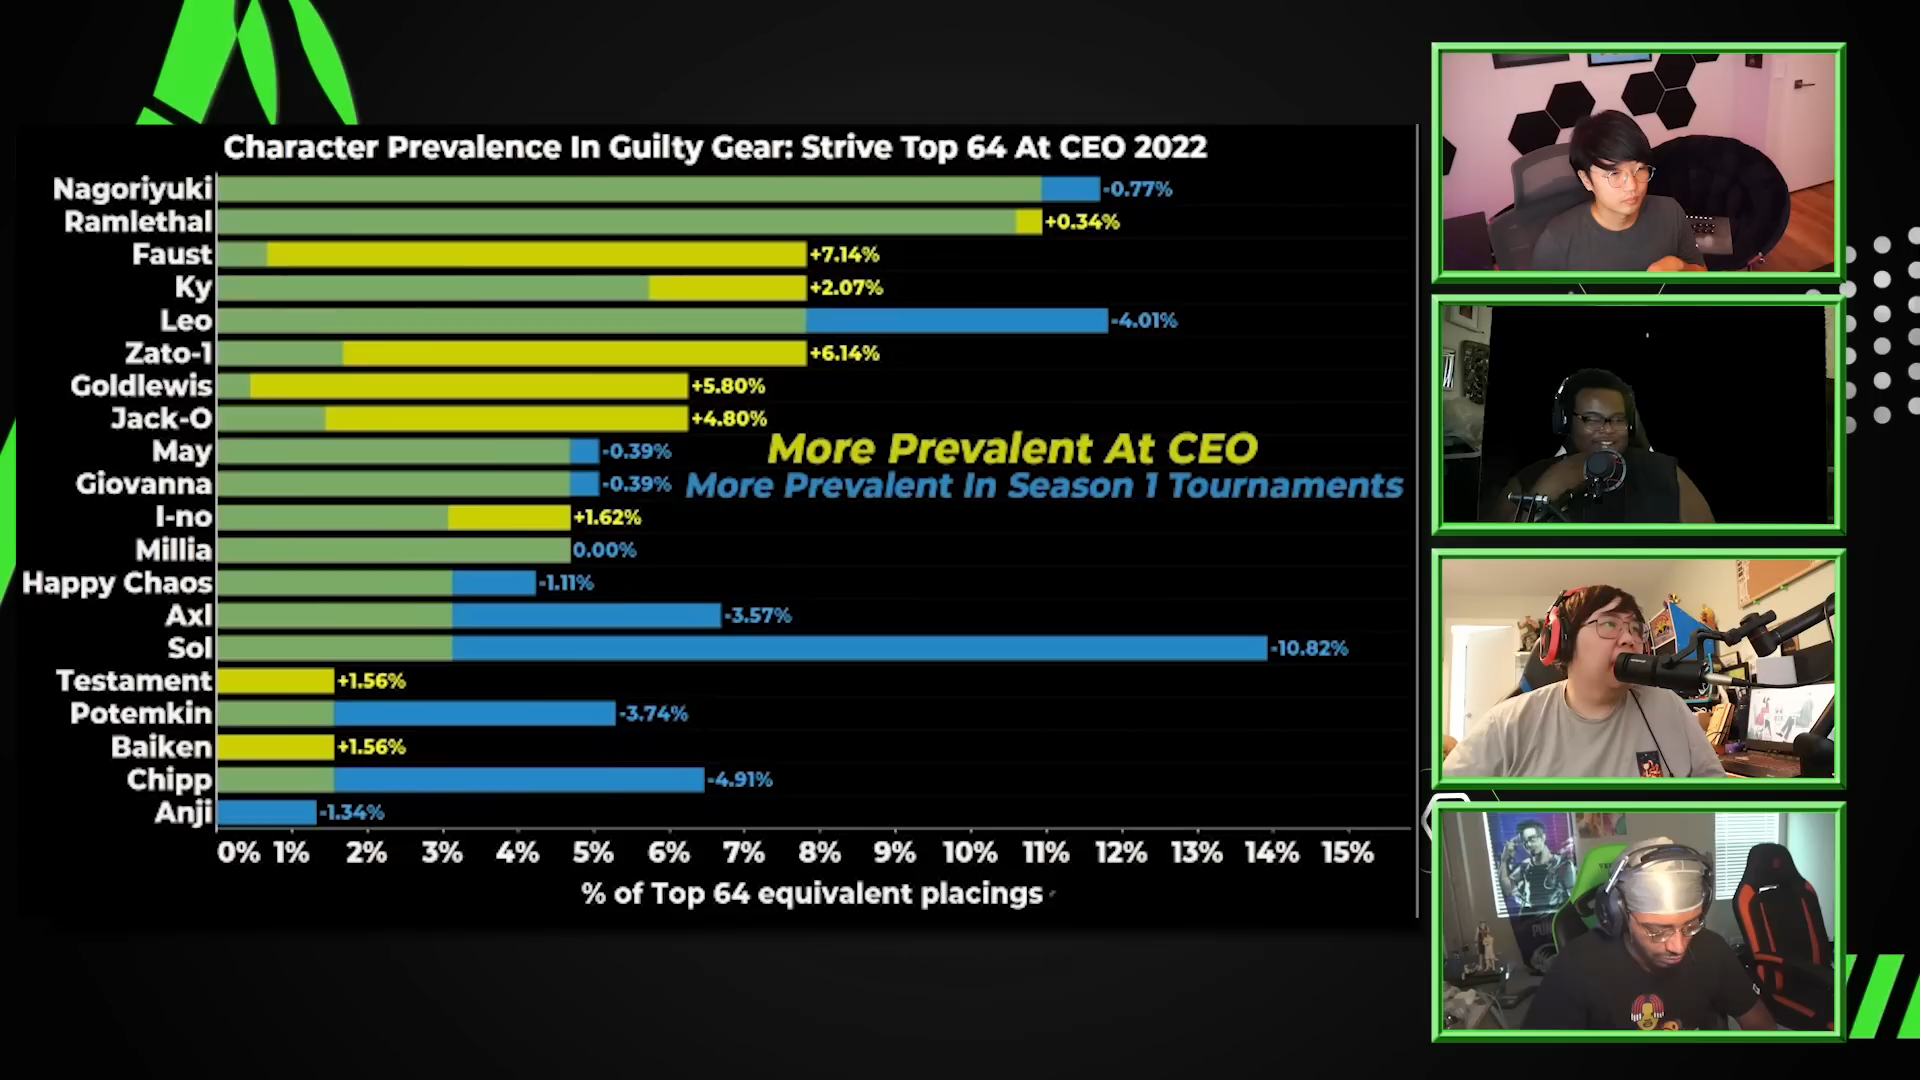 Character Prevalence In Guilty Gear: Strive Top 64 At CEO 2022
Nagoriyuki -0.77%
Ramlethal +0.34%
Faust +7.14%
Ky +2.07%
Leo -4.01%
Zato-1 +6.14%
Goldlewis +5.80%
Jack-O +4.80%
May -0.39%
More Prevalent At CEO
Giovanna -0.39%
More Prevalent In Season 1 Tournaments
I-no +1.62%
Millia 0.00%
Happy Chaos -1.11%
Axl -3.57%
Sol -10.82%
Testament +1.56%
Potemkin -3.74%
Baiken +1.56%
Chipp -4.91%
Anji -1.34%
0% 1% 2% 3% 4% 5% 6% 7% 8% 9% 10% 11% 12% 13% 14% 15%
% of Top 64 equivalent placings